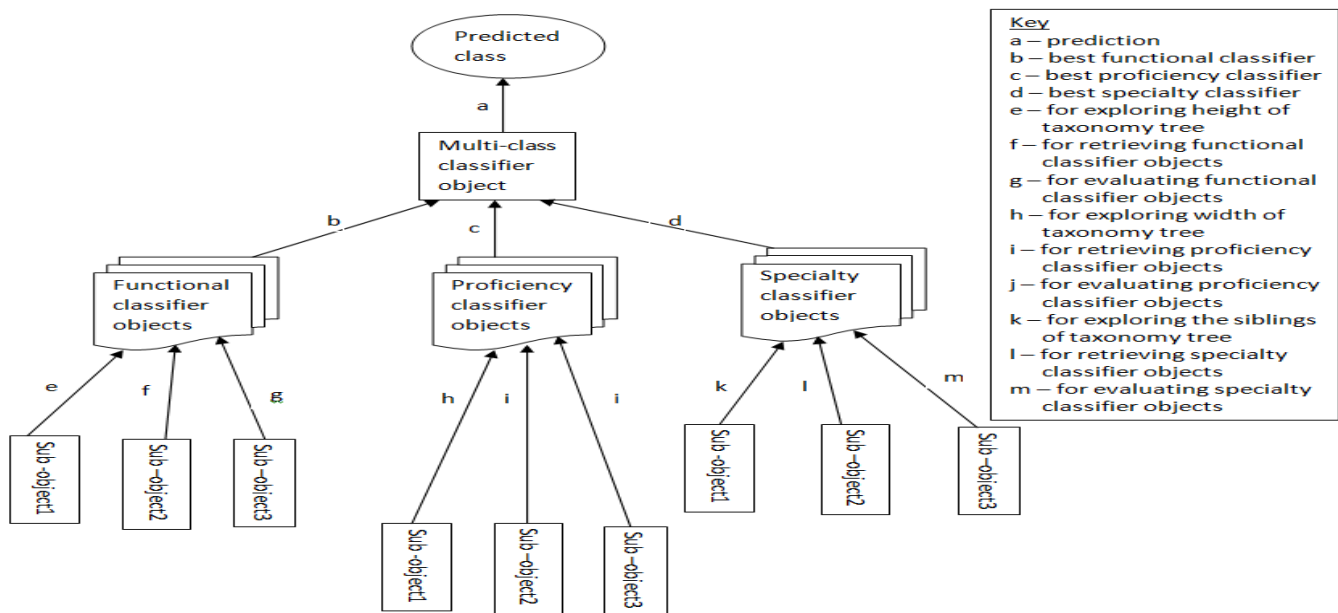 Predicted
class
a
Multi-class
classifier
object
b
c
d
Functional
classifier
objects
Proficiency
classifier
objects
Specialty
classifier
objects
e
f
g
h
i
i
k
l
m
Sub-object1
Sub–object2
Sub–object3
Sub-object1
Sub–object2
Sub–object3
Sub-object1
Sub–object2
Sub–object3
Key
a – prediction
b – best functional classifier
c – best proficiency classifier
d – best specialty classifier
e – for exploring height of
taxonomy tree
f – for retrieving functional
classifier objects
g – for evaluating functional
classifier objects
h – for exploring width of
taxonomy tree
i – for retrieving proficiency
classifier objects
j – for evaluating proficiency
classifier objects
k – for exploring the siblings
of taxonomy tree
l – for retrieving specialty
classifier objects
m – for evaluating specialty
classifier objects